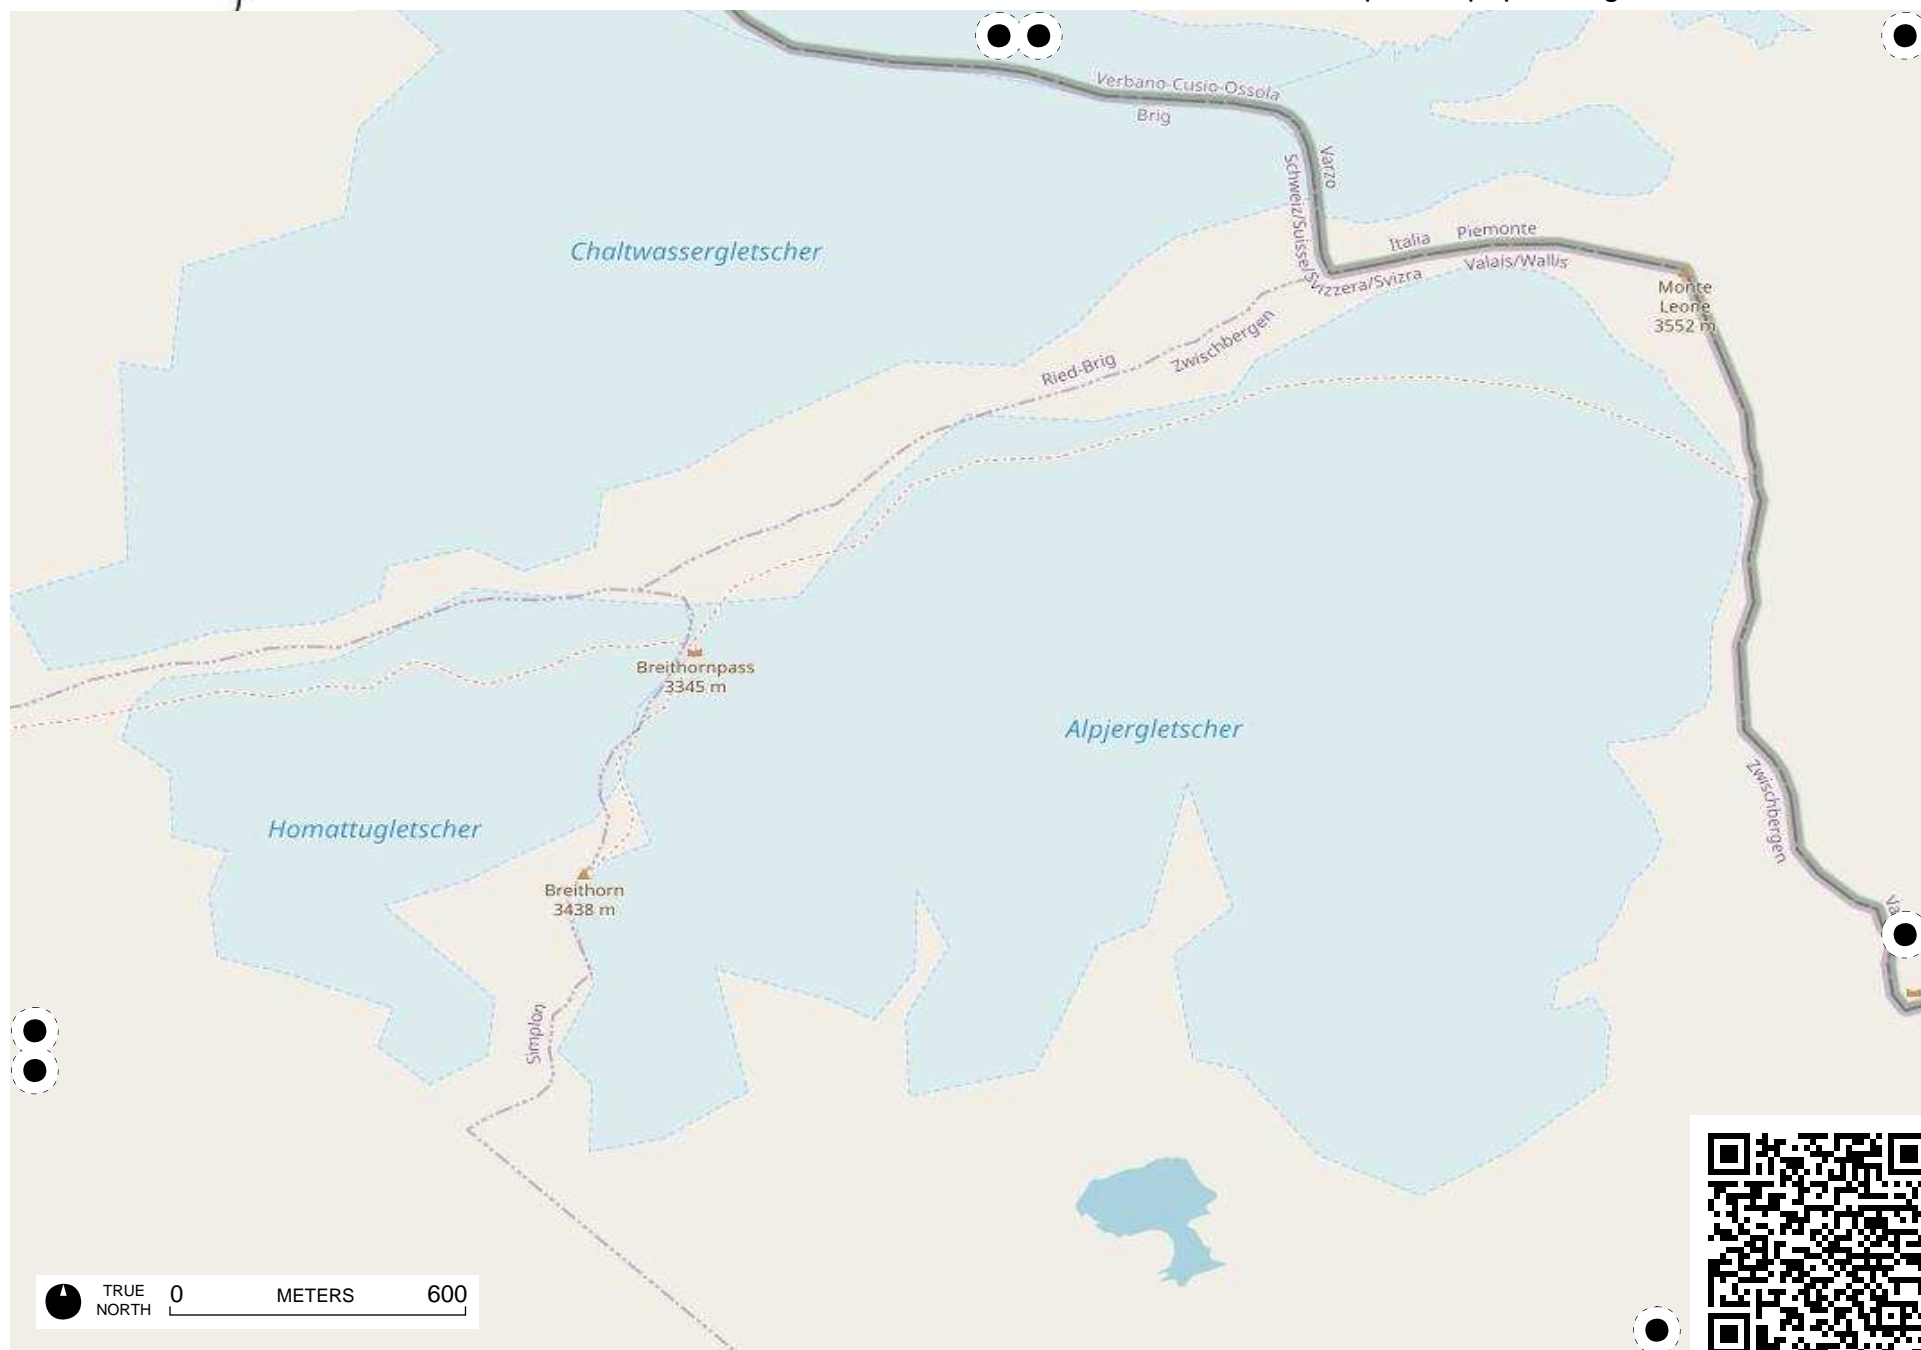 Verbano-Cusio-Ossola
Brig
Varzo
Schweiz/Suisse/Svizzera/Svizra
Italia
Piemonte
Valais/Wallis
Chaltwassergletscher
Monte
Leone
3552 m
Zwischbergen
Ried-Brig
Breithornpass
3345 m
Alpjergletscher
Zwischbergen
Homattugletscher
Breithorn
3438 m
Simplon
TRUE
NORTH
0
METERS
600